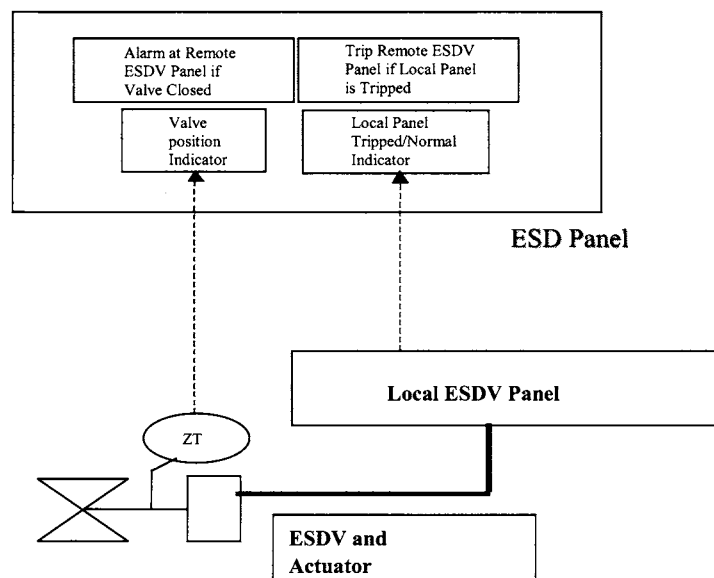 Alarm at Remote
ESDV Panel if
Valve Closed
Trip Remote ESDV
Panel if Local Panel
is Tripped
Valve
position
Indicator
Local Panel
Tripped/Normal
Indicator
ESD Panel
Local ESDV Panel
ZT
ESDV and
Actuator